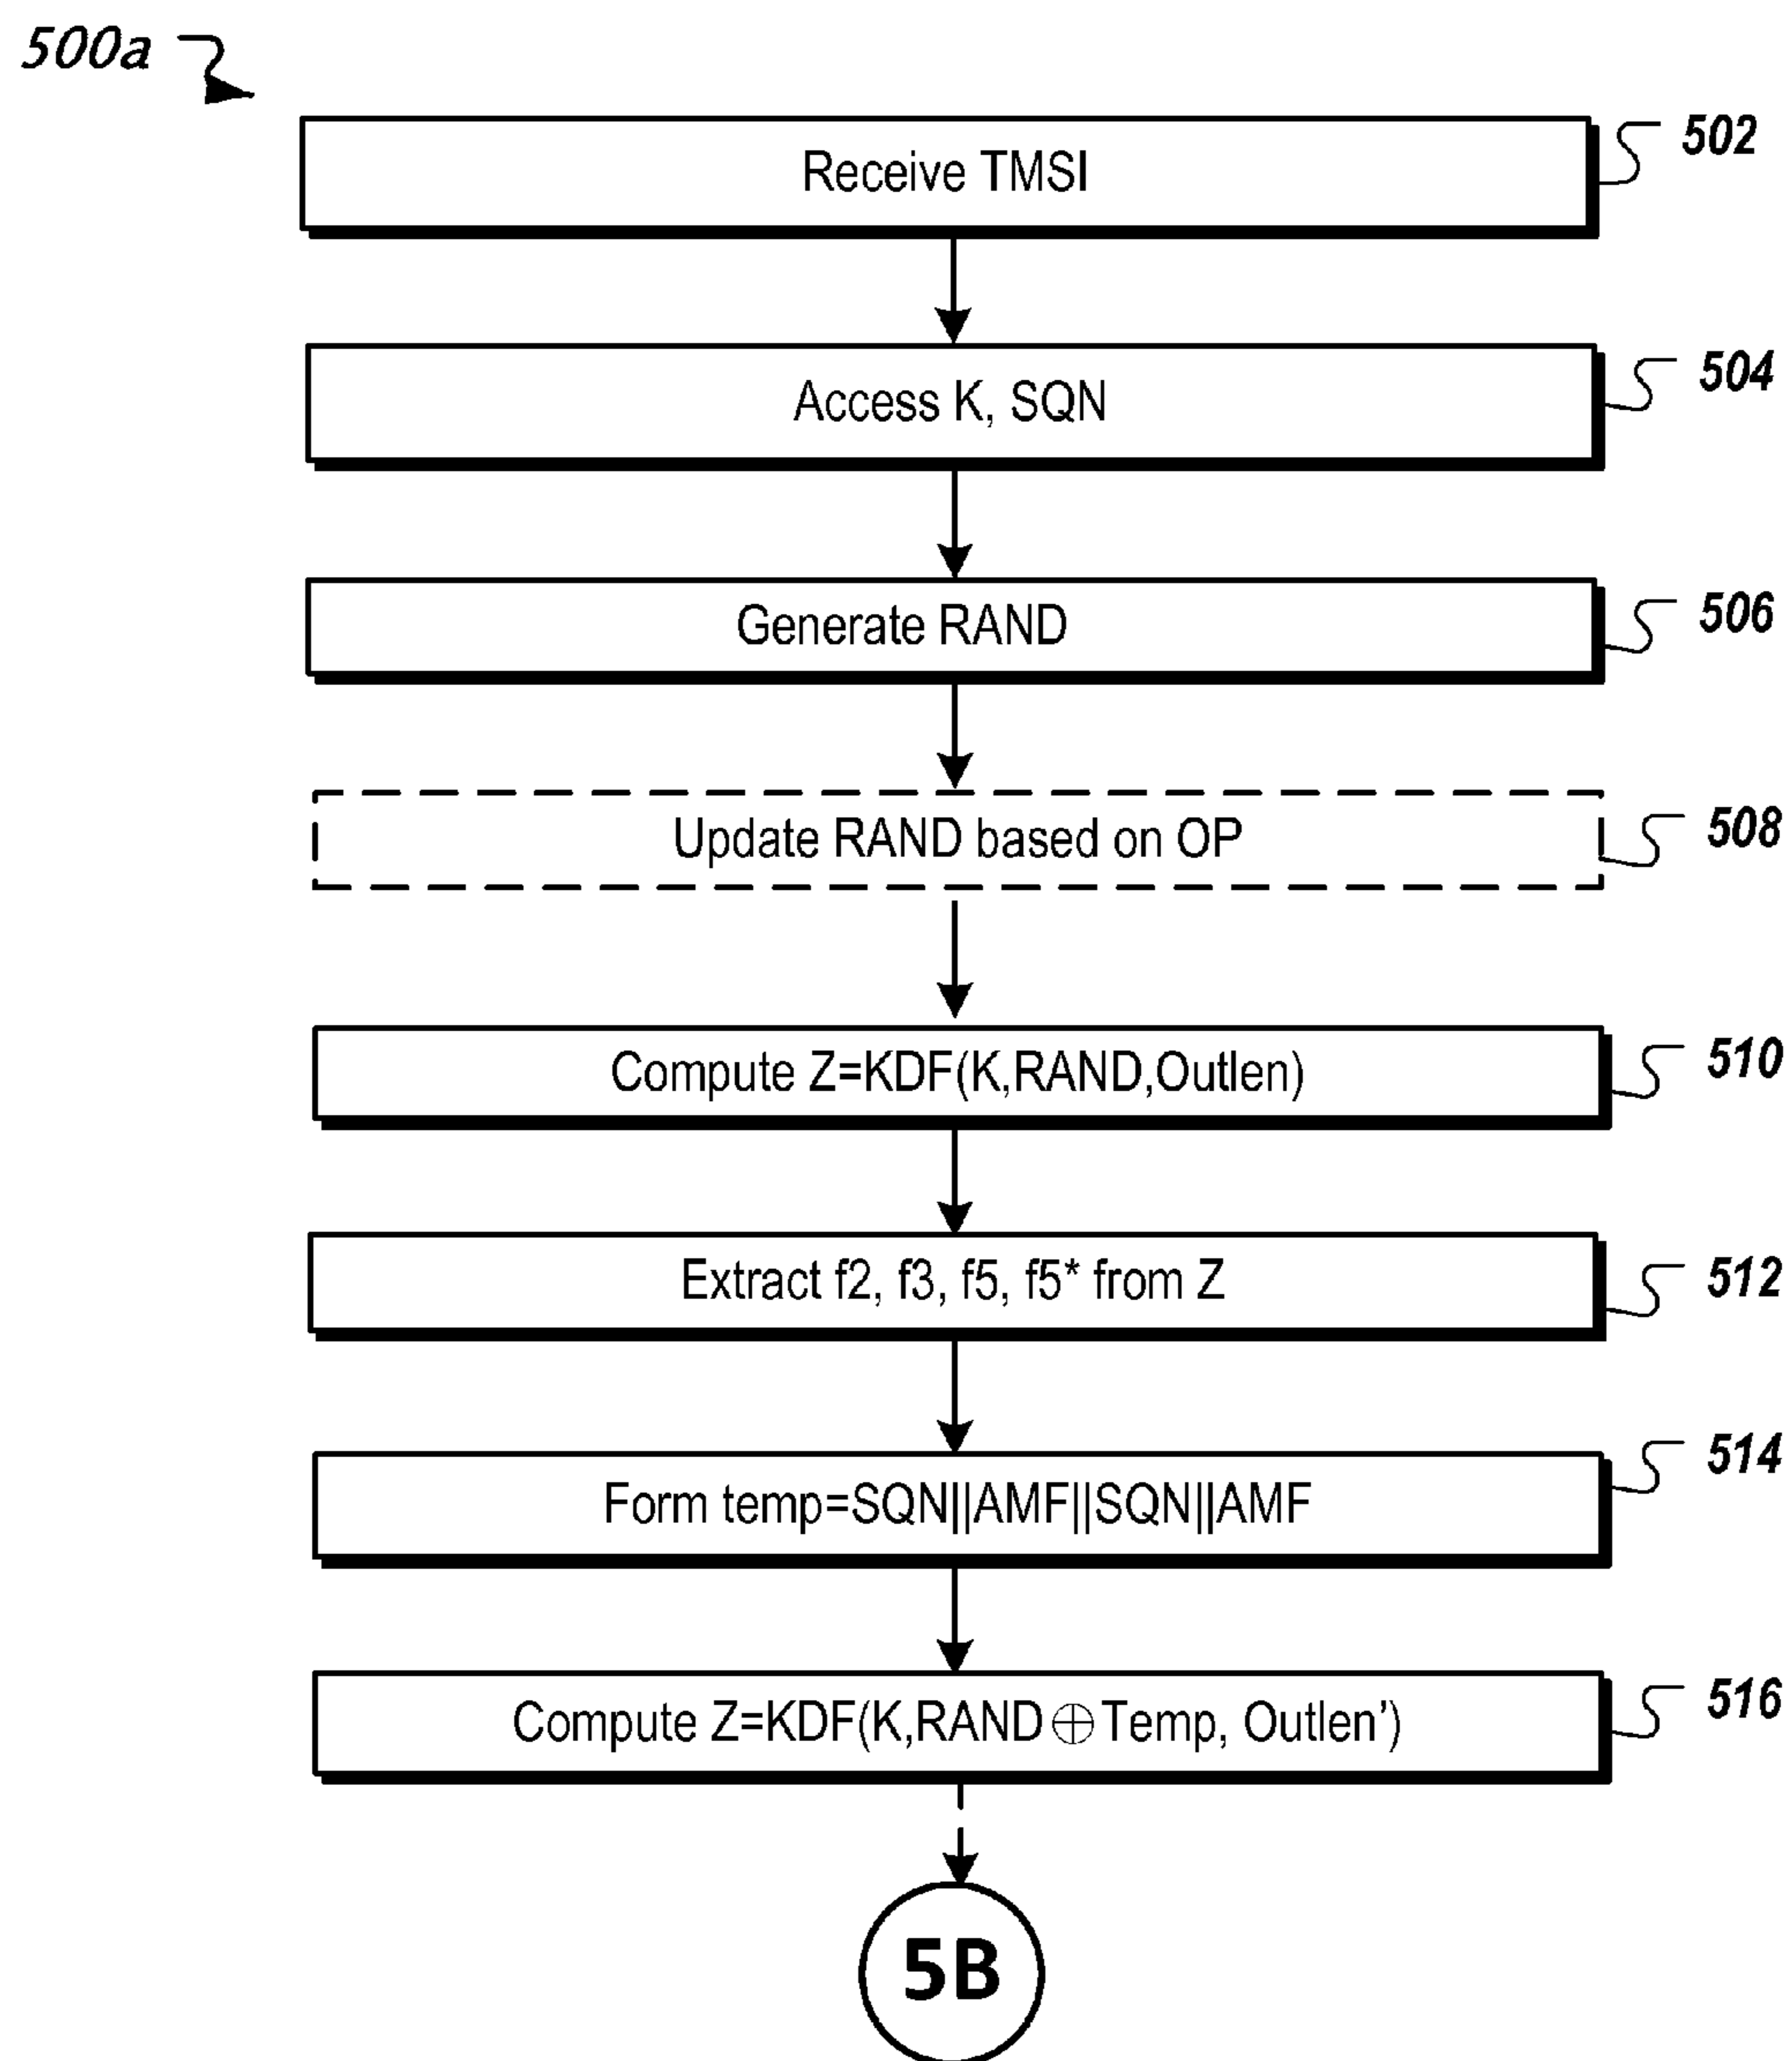 500a
Receive TMSI
502
Access K, SQN
504
Generate RAND
506
Update RAND based on OP
508
Compute Z=KDF(K,RAND,Outlen)
510
Extract f2, f3, f5, f5* from Z
512
Form temp=SQN||AMF||SQN||AMF
514
Compute Z=KDF(K,RAND⊕Temp, Outlen’)
516
5B